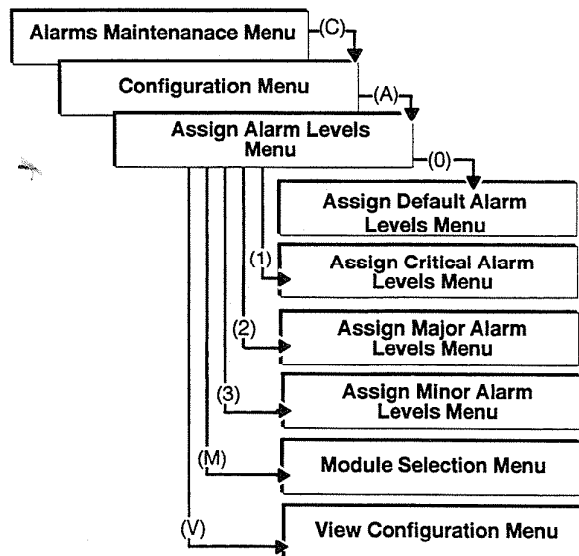 Alarms Maintenanace Menu
(C)
Configuration Menu
(A)
Assign Alarm Levels
Menu
(0)
Assign Default Alarm
Levels Menu
(1)
Assign Critical Alarm
Levels Menu
(2)
Assign Major Alarm
Levels Menu
(3)
Assign Minor Alarm
Levels Menu
(M)
Module Selection Menu
(V)
View Configuration Menu